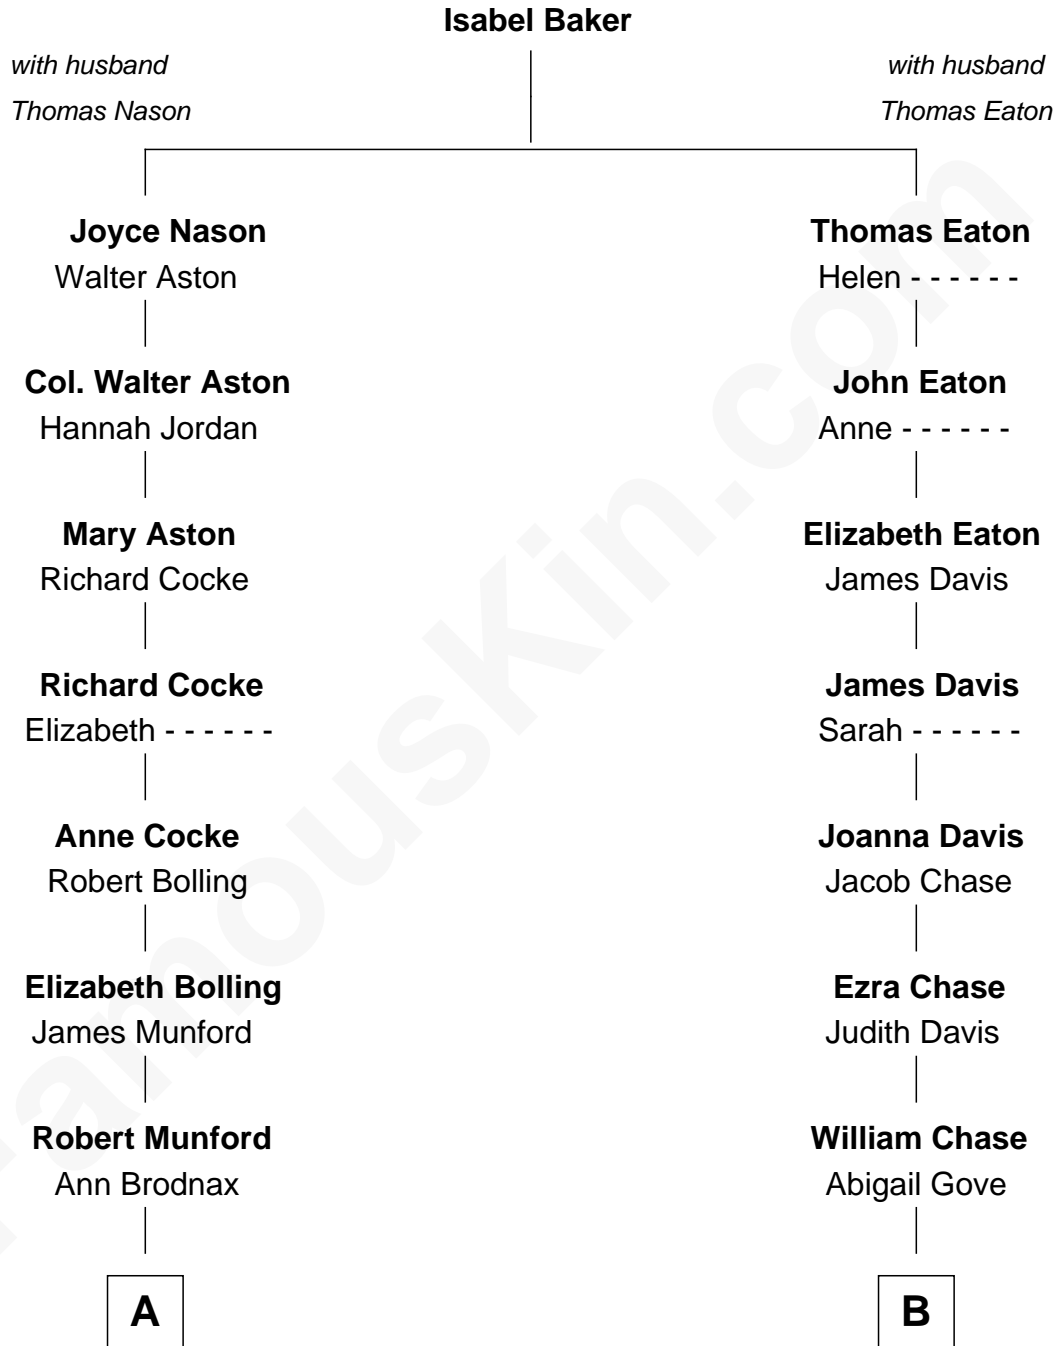 Isabel Baker
with husband
Thomas Nason
with husband
Thomas Eaton
Joyce Nason
Walter Aston
Thomas Eaton
Helen - - - - - -
Col. Walter Aston
Hannah Jordan
John Eaton
Anne - - - - - -
Mary Aston
Richard Cocke
Elizabeth Eaton
James Davis
Richard Cocke
Elizabeth - - - - - -
James Davis
Sarah - - - - - -
Anne Cocke
Robert Bolling
Joanna Davis
Jacob Chase
Elizabeth Bolling
James Munford
Ezra Chase
Judith Davis
Robert Munford
Ann Brodnax
William Chase
Abigail Gove
A
B
FamousKin.com